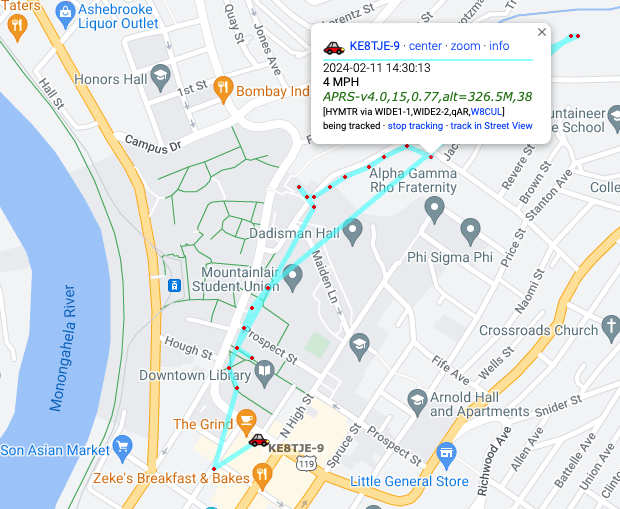 Taters
Ashebrooke
Liquor Outlet
Lorentz St
Quay St
Jones Ave
Honors Hall
1st St
Hall St
Bombay Ind
Campus Dr
KE8TJE-9 · center · zoom · info
2024-02-11 14:30:13
4 MPH
APRS-v4.0,15,0.77,alt=326.5M,38
[HYMTR via WIDE1-1,WIDE2-2,qAR,W8CUL]
being tracked · stop tracking · track in Street View
ountaineer
e School
Jac
Revere St
Brown St
Stanton Ave
Colle
Alpha Gamma
Rho Fraternity
Dadisman Hall
Phi Sigma Phi
Price St
Naomi St
Mountainlair
Student Union
Maiden Ln
Monongahela River
Hough St
Prospect St
Crossroads Church
Wells St
Fife Ave
Downtown Library
Arnold Hall
and Apartments
Snider St
The Grind
N High St
Spruce St
Prospect St
KE8TJE-9
119
Son Asian Market
Zeke's Breakfast & Bakes
Little General Store
Richwood Ave
Allen Ave
Battelle Ave
Union Ave
Cli